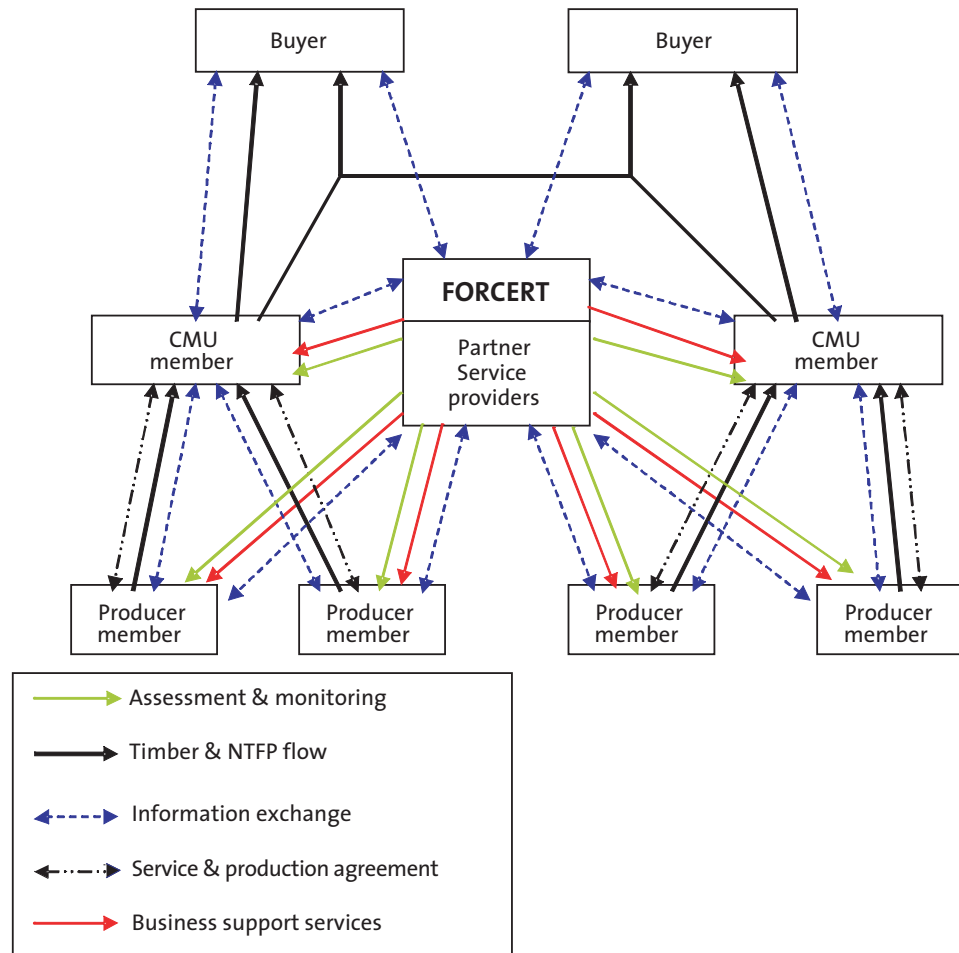 Buyer
Buyer
FORCERT
Partner
Service
providers
CMU
member
CMU
member
Producer
member
Producer
member
Producer
member
Producer
member
Assessment & monitoring
Timber & NTFP flow
Information exchange
Service & production agreement
Business support services